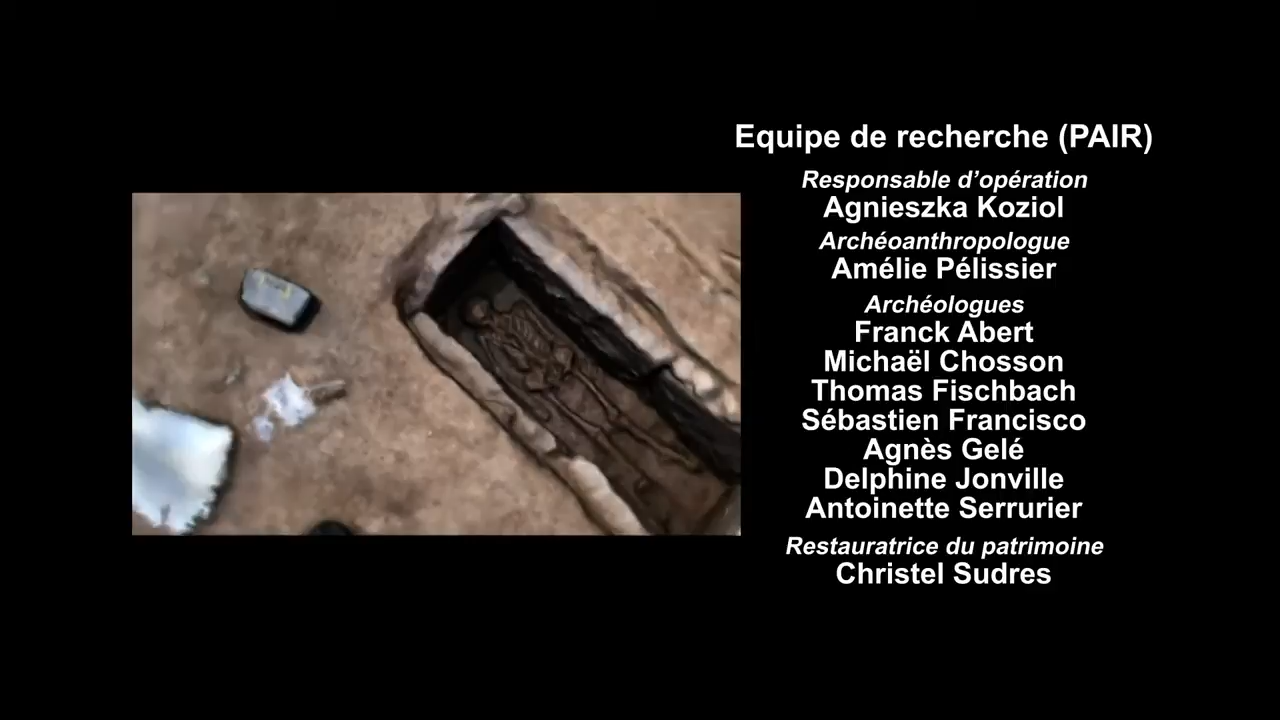 Equipe de recherche (PAIR)
Responsable d’opération
Agnieszka Koziol
Archéoanthropologue
Amélie Pélissier
Archéologues
Franck Abert
Michaël Chosson
Thomas Fischbach
Sébastien Francisco
Agnès Gelé
Delphine Jonville
Antoinette Serrurier
Restauratrice du patrimoine
Christel Sudres